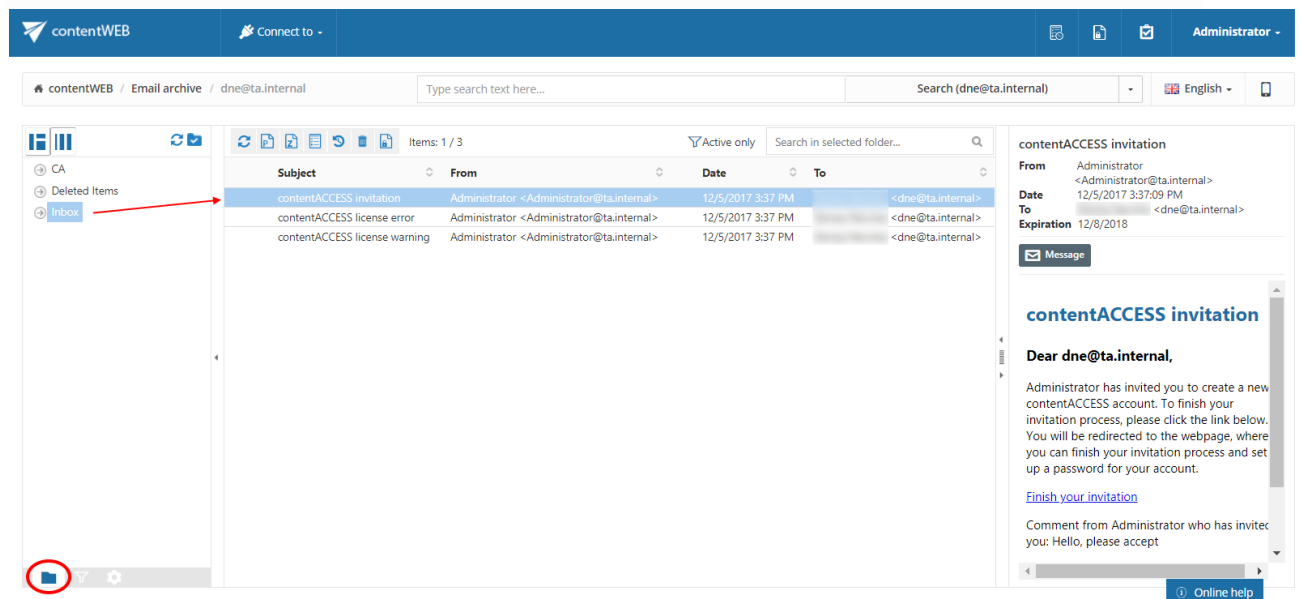 contentWEB
Connect to
Administrator
contentWEB / Email archive / dne@ta.internal
Type search text here...
Search (dne@ta.internal)
English
CA
Deleted Items
Inbox
Items: 1 / 3
Active only
Search in selected folder...
Subject From Date To
contentACCESS invitation Administrator <Administrator@ta.internal> 12/5/2017 3:37 PM <dne@ta.internal>
contentACCESS license error Administrator <Administrator@ta.internal> 12/5/2017 3:37 PM <dne@ta.internal>
contentACCESS license warning Administrator <Administrator@ta.internal> 12/5/2017 3:37 PM <dne@ta.internal>
contentACCESS invitation
From Administrator
<Administrator@ta.internal>
Date 12/5/2017 3:37:09 PM
To <dne@ta.internal>
Expiration 12/8/2018
Message
contentACCESS invitation
Dear dne@ta.internal,
Administrator has invited you to create a new
contentACCESS account. To finish your
invitation process, please click the link below.
You will be redirected to the webpage, where
you can finish your invitation process and set
up a password for your account.
Finish your invitation
Comment from Administrator who has invited
you: Hello, please accept
Online help